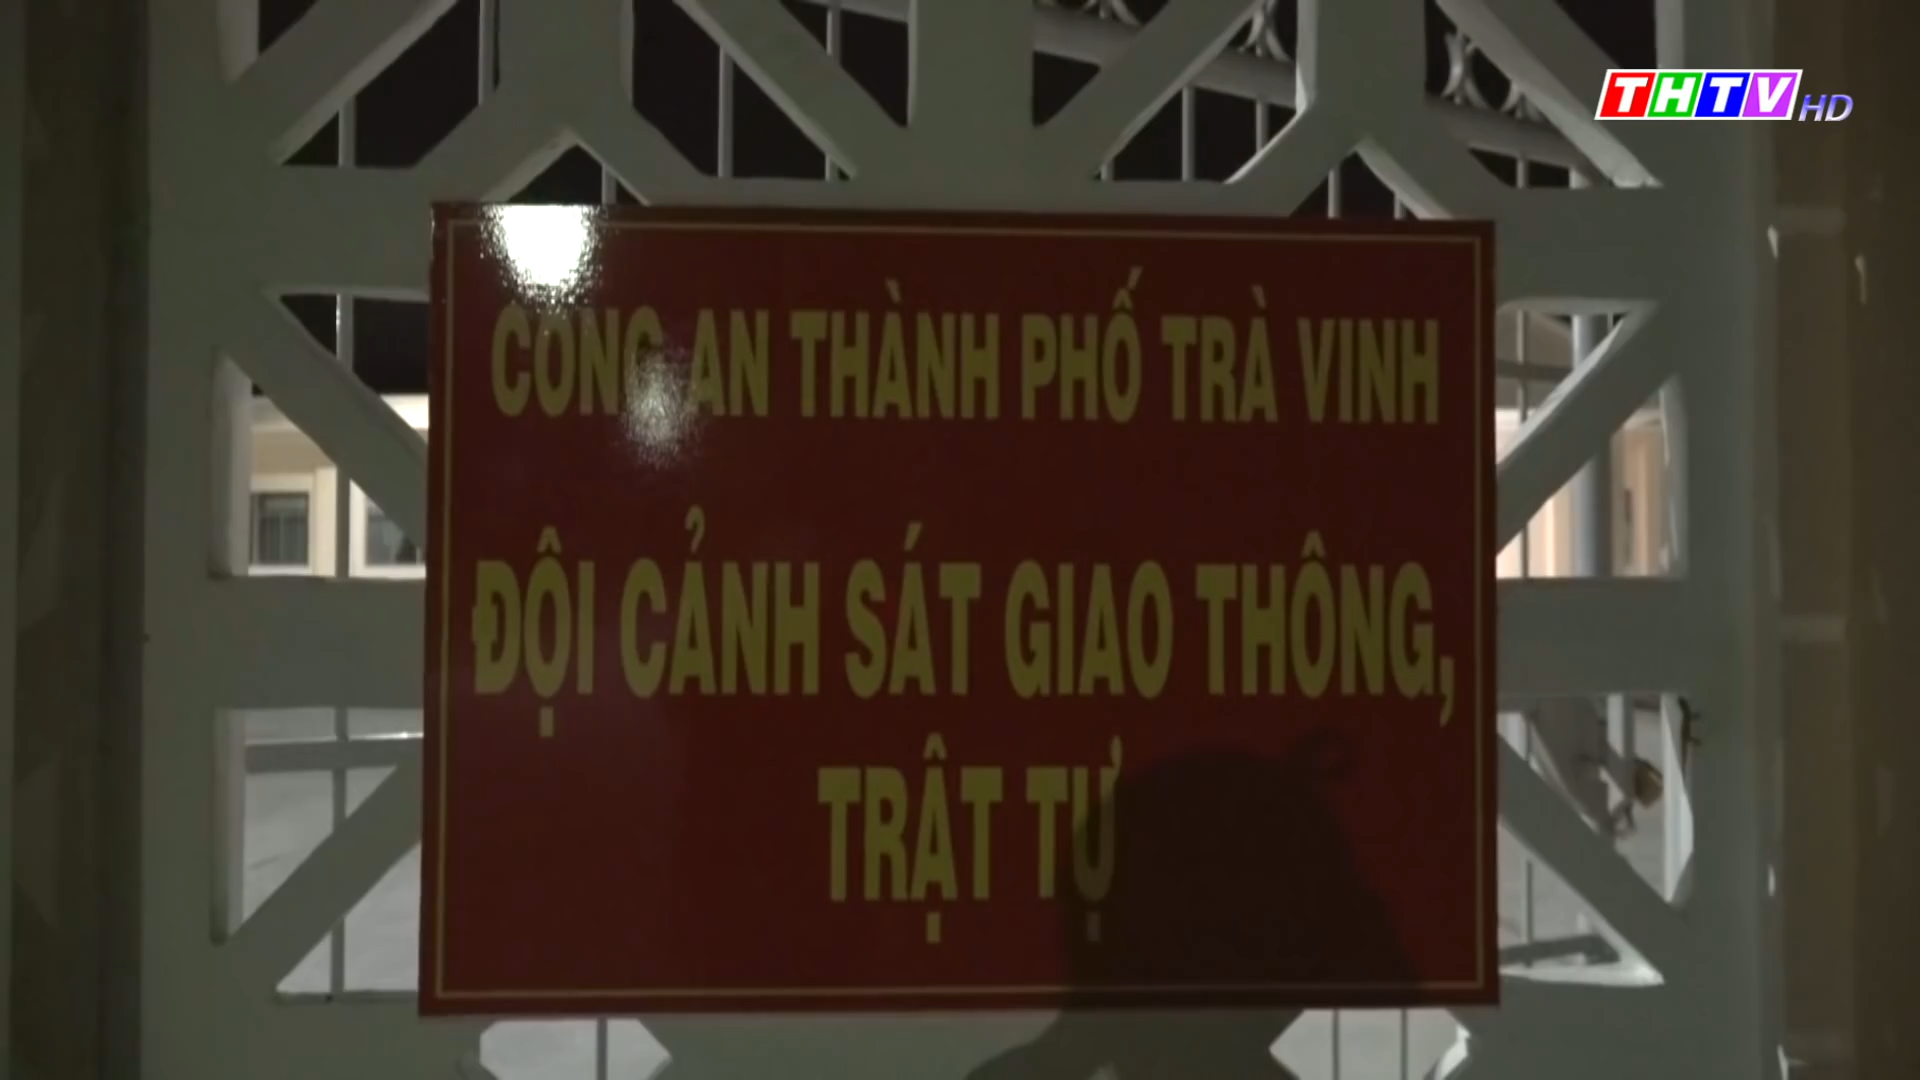 THTV HD
CÔNG AN THÀNH PHỐ TRÀ VINH
ĐỘI CẢNH SÁT GIAO THÔNG,
TRẬT TỰ